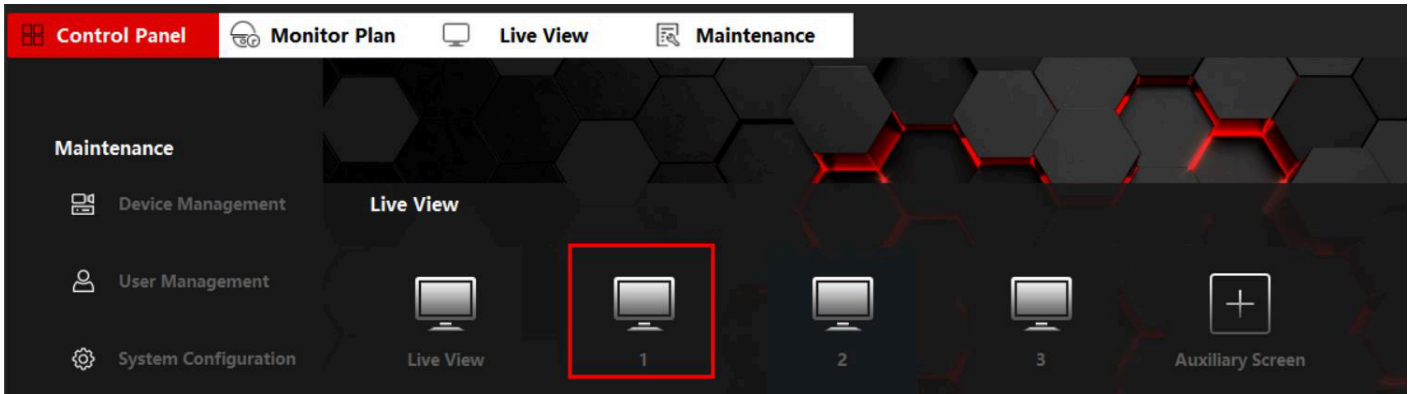 Control Panel Monitor Plan Live View Maintenance
Maintenance
Device Management
User Management
System Configuration
Live View
Live View 1 2 3 Auxiliary Screen